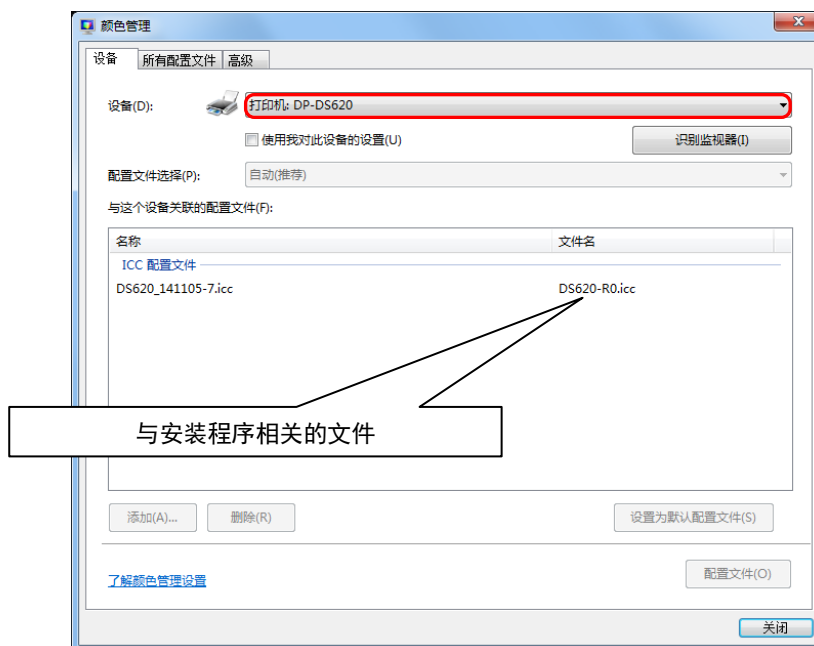 颜色管理
设备 所有配置文件 高级
设备(D): 打印机: DP-DS620
使用我对此设备的设置(U) 识别监视器(I)
配置文件选择(P): 自动(推荐)
与这个设备关联的配置文件(F):
名称 文件名
ICC 配置文件
DS620_141105-7.icc DS620-R0.icc
与安装程序相关的文件
添加(A)... 删除(R) 设置为默认配置文件(S)
了解颜色管理设置 配置文件(O)
关闭